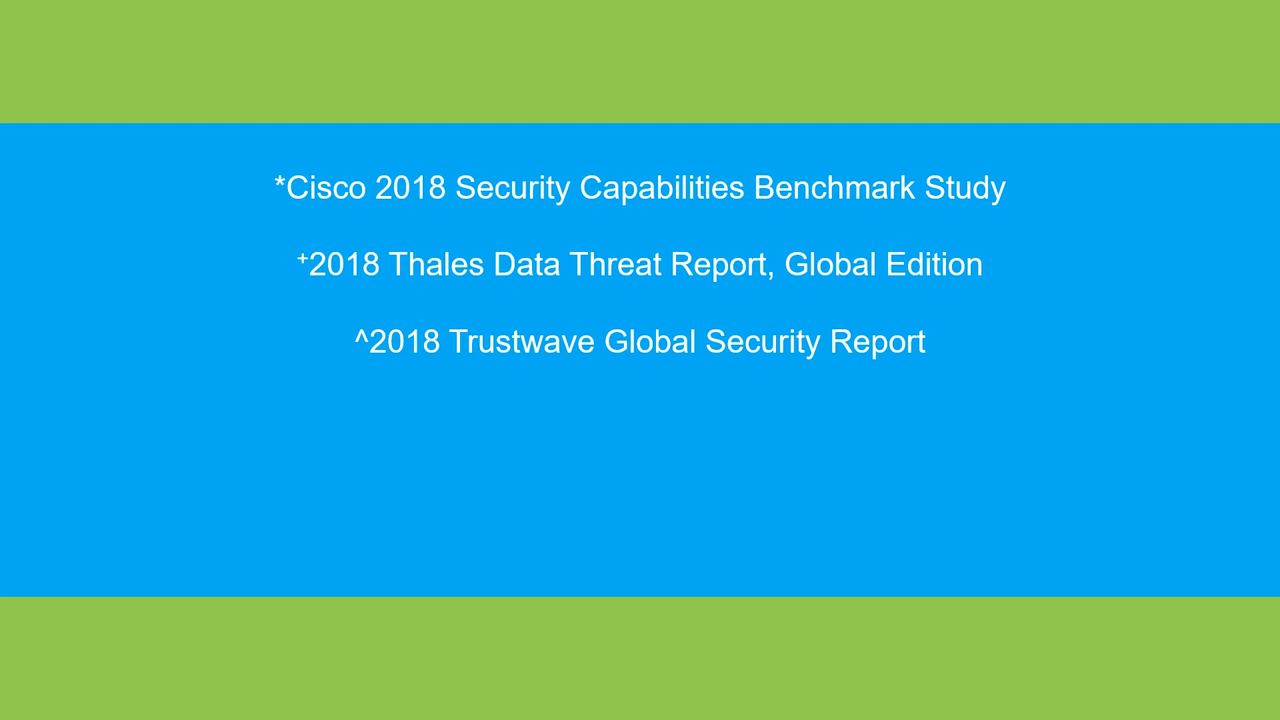 *Cisco 2018 Security Capabilities Benchmark Study
⁺2018 Thales Data Threat Report, Global Edition
^2018 Trustwave Global Security Report